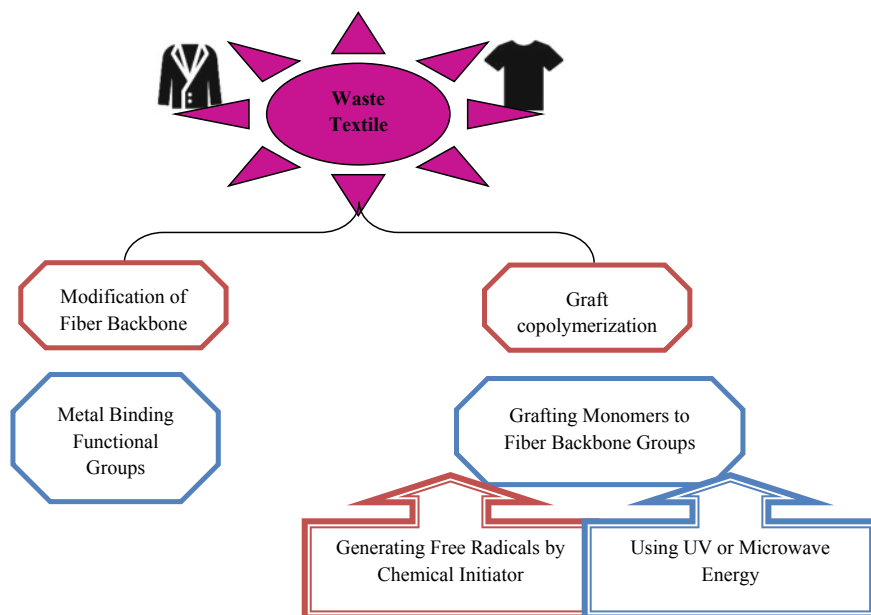 Waste
Textile
Modification of
Fiber Backbone
Graft
copolymerization
Metal Binding
Functional
Groups
Grafting Monomers to
Fiber Backbone Groups
Generating Free Radicals by
Chemical Initiator
Using UV or Microwave
Energy